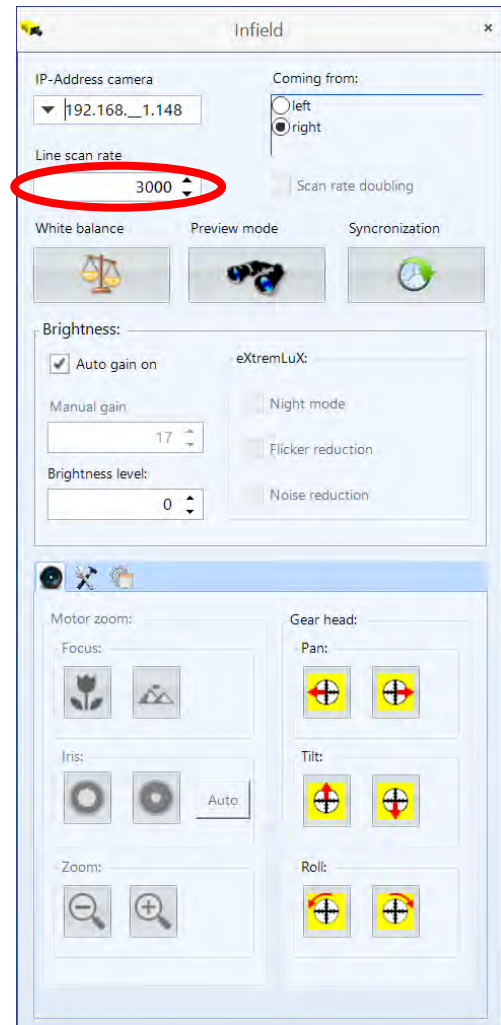 Infield
×
IP-Address camera
192.168.__1.148
Coming from:
left
right
Line scan rate
3000
Scan rate doubling
White balance
Preview mode
Syncronization
Brightness:
Auto gain on
eXtremLuX:
Manual gain
17
Night mode
Flicker reduction
Brightness level:
0
Noise reduction
Motor zoom:
Gear head:
Focus:
Pan:
Iris:
Auto
Tilt:
Zoom:
Roll: